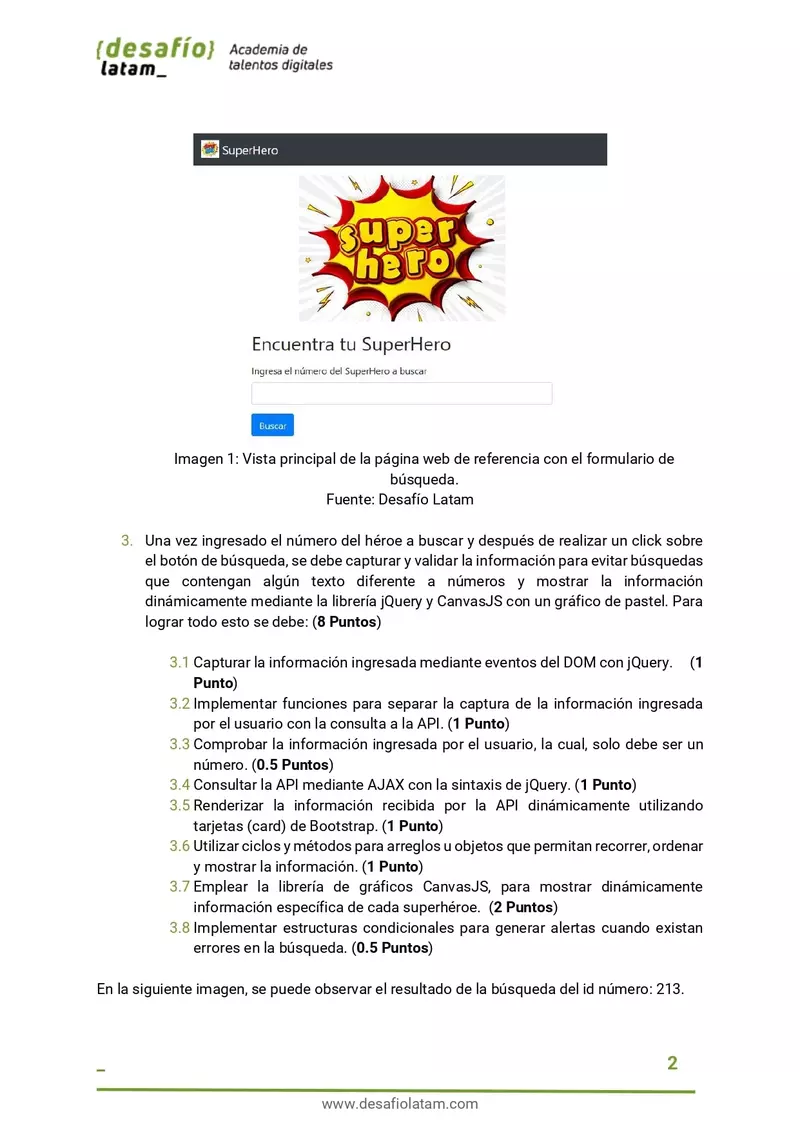 {desafío}
latam_
Academia de
talentos digitales
SuperHero
super
hero
Encuentra tu SuperHero
Ingresa el número del SuperHero a buscar
Buscar
Imagen 1: Vista principal de la página web de referencia con el formulario de
búsqueda.
Fuente: Desafío Latam
3. Una vez ingresado el número del héroe a buscar y después de realizar un click sobre
el botón de búsqueda, se debe capturar y validar la información para evitar búsquedas
que contengan algún texto diferente a números y mostrar la información
dinámicamente mediante la librería jQuery y CanvasJS con un gráfico de pastel. Para
lograr todo esto se debe: (8 Puntos)
3.1 Capturar la información ingresada mediante eventos del DOM con jQuery. (1
Punto)
3.2 Implementar funciones para separar la captura de la información ingresada
por el usuario con la consulta a la API. (1 Punto)
3.3 Comprobar la información ingresada por el usuario, la cual, solo debe ser un
número. (0.5 Puntos)
3.4 Consultar la API mediante AJAX con la sintaxis de jQuery. (1 Punto)
3.5 Renderizar la información recibida por la API dinámicamente utilizando
tarjetas (card) de Bootstrap. (1 Punto)
3.6 Utilizar ciclos y métodos para arreglos u objetos que permitan recorrer, ordenar
y mostrar la información. (1 Punto)
3.7 Emplear la librería de gráficos CanvasJS, para mostrar dinámicamente
información específica de cada superhéroe. (2 Puntos)
3.8 Implementar estructuras condicionales para generar alertas cuando existan
errores en la búsqueda. (0.5 Puntos)
En la siguiente imagen, se puede observar el resultado de la búsqueda del id número: 213.
_
2
www.desafiolatam.com